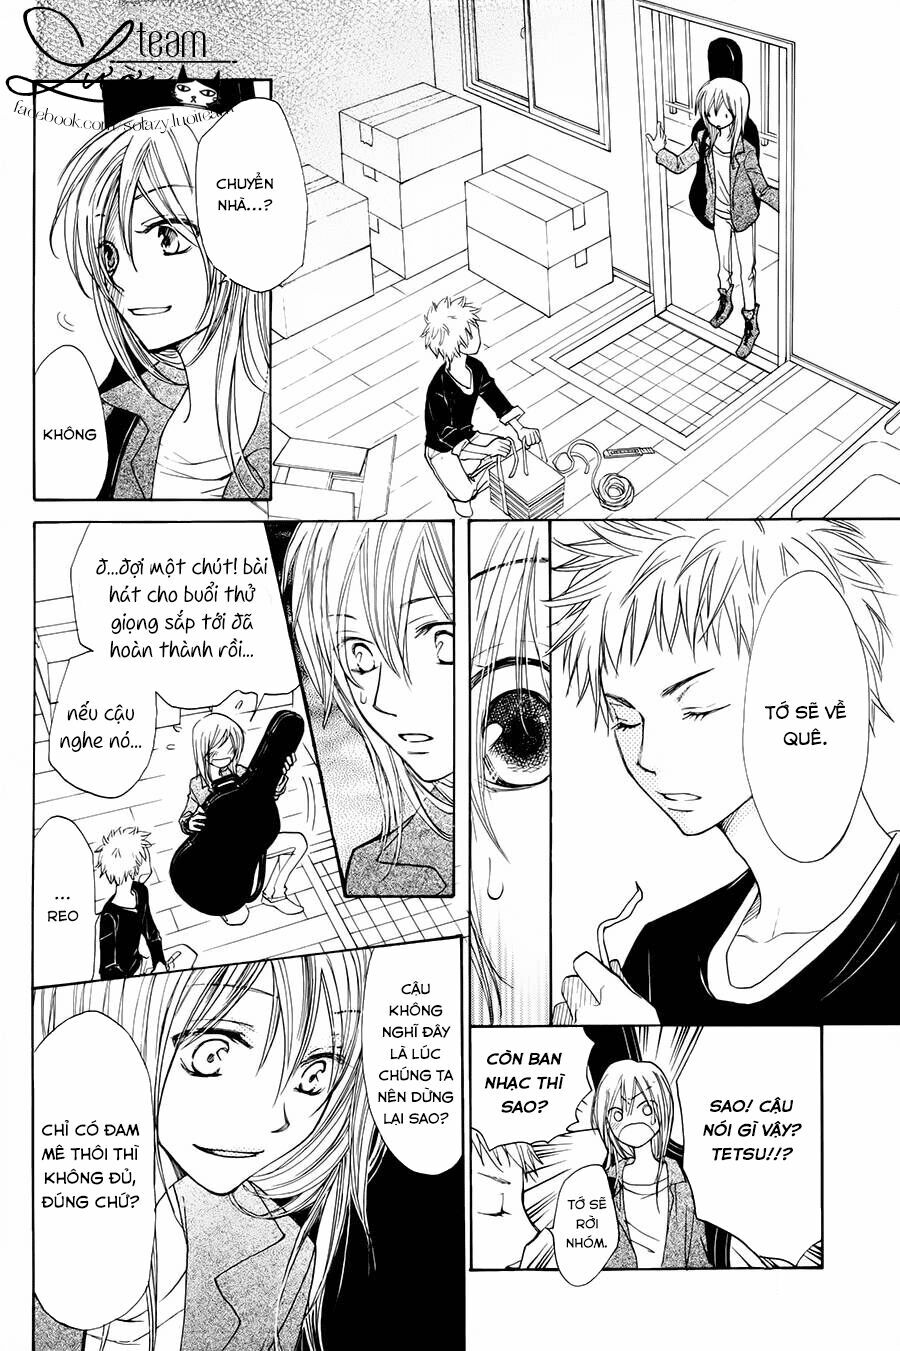 team
Lười
facebook.com/solazy.luoiteam
CHUYỂN
NHÀ...?
KHÔNG
TỚ SẼ VỀ
QUÊ.
SAO! CẬU
NÓI GÌ VẬY?
TETSU!!?
CÒN BAN
NHẠC THÌ
SAO?
TỚ SẼ
RỜI
NHÓM.
Đ...đợi một chút! bài
hát cho buổi thử
giọng sắp tới đã
hoàn thành rồi...
nếu cậu
nghe nó...
...
REO
CẬU
KHÔNG
NGHĨ ĐÂY
LÀ LÚC
CHÚNG TA
NÊN DỪNG
LẠI SAO?
CHỈ CÓ ĐAM
MÊ THÔI THÌ
KHÔNG ĐỦ,
ĐÚNG CHỨ?